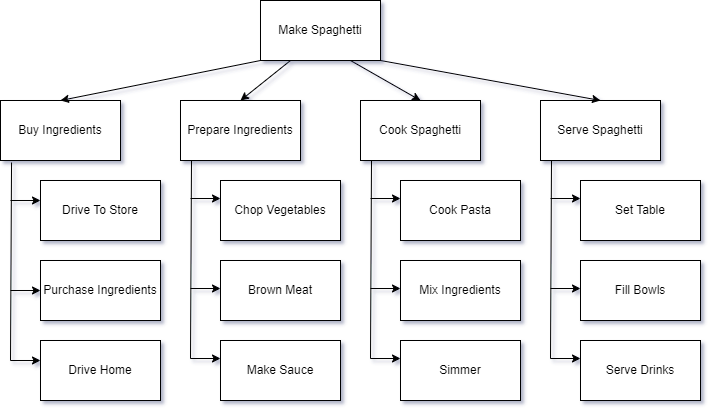 Make Spaghetti
Buy Ingredients
Prepare Ingredients
Cook Spaghetti
Serve Spaghetti
Drive To Store
Chop Vegetables
Cook Pasta
Set Table
Purchase Ingredients
Brown Meat
Mix Ingredients
Fill Bowls
Drive Home
Make Sauce
Simmer
Serve Drinks